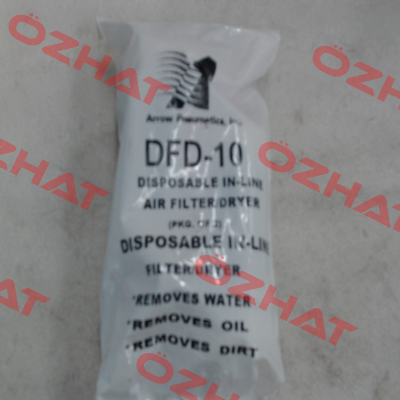 ÖZHAT
ÖZHAT
Arrow Pneumatics, Inc.
DFD-10
DISPOSABLE IN-LINE
AIR FILTER/DRYER
(PKG. OF 2)
DISPOSABLE IN-LINE
FILTER/DRYER
*REMOVES WATER
*REMOVES OIL
*REMOVES DIRT
ÖZHAT
ÖZHAT
ÖZHAT